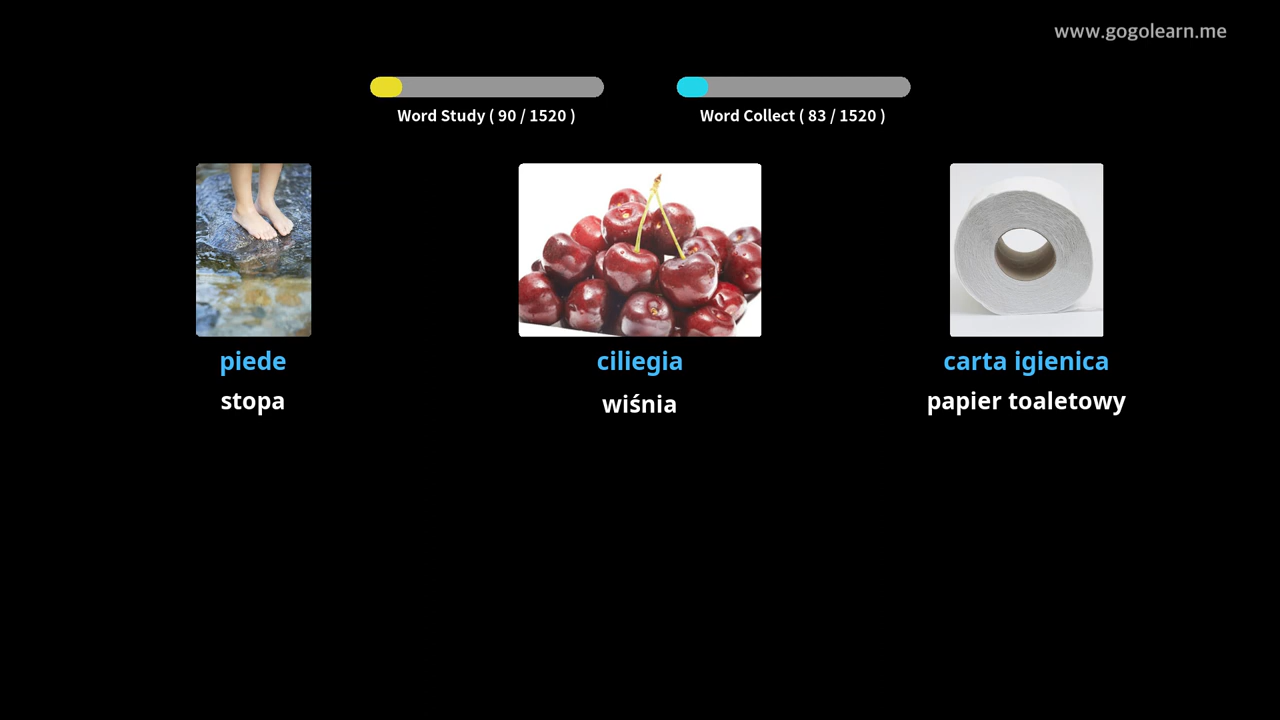 www.gogolearn.me
Word Study ( 90 / 1520 )
Word Collect ( 83 / 1520 )
piede
ciliegia
carta igienica
stopa
wiśnia
papier toaletowy